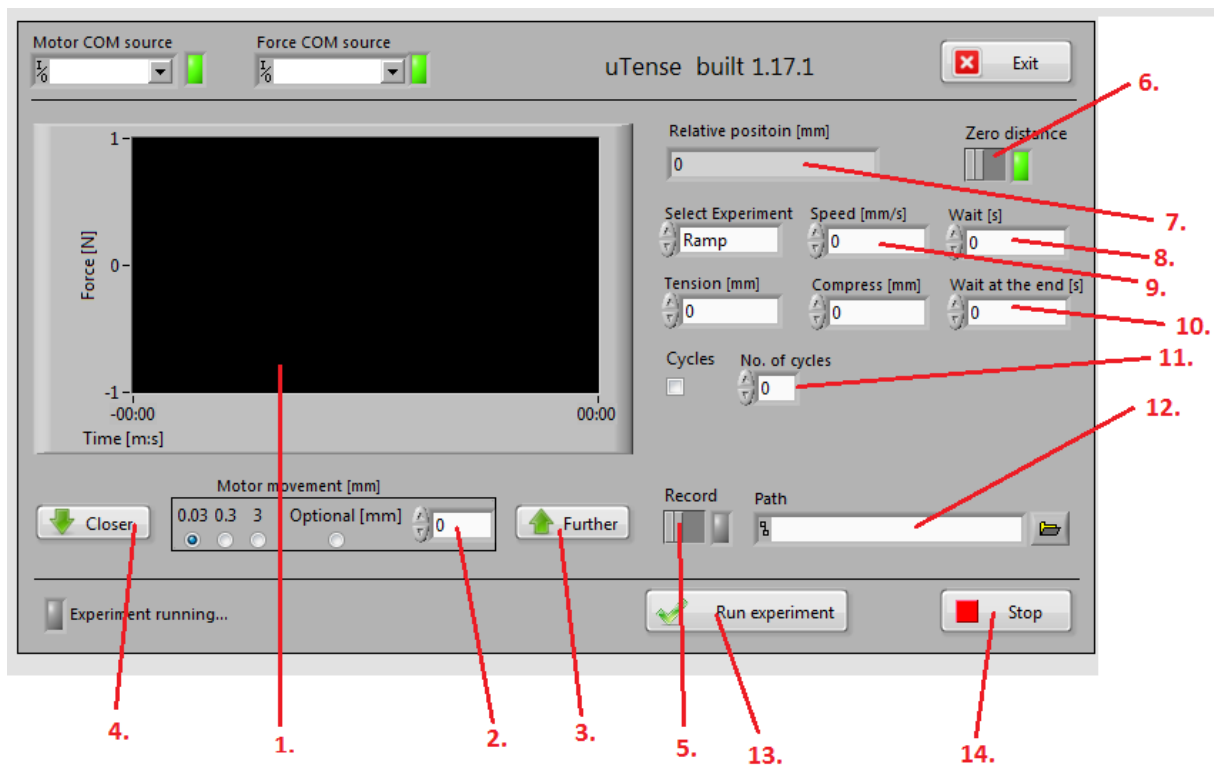 Motor COM source
Force COM source
uTense built 1.17.1
Exit
6.
Relative positoin [mm]
Zero distance
0
7.
Select Experiment
Speed [mm/s]
Wait [s]
Ramp
0
0
8.
Tension [mm]
Compress [mm]
Wait at the end [s]
9.
0
0
0
10.
Cycles
No. of cycles
11.
0
12.
1
0
-1
Force [N]
-00:00
00:00
Time [m:s]
Motor movement [mm]
Closer
0.03 0.3 3 Optional [mm]
0
Further
Record
Path
Experiment running...
Run experiment
Stop
4.
1.
2.
3.
5.
13.
14.